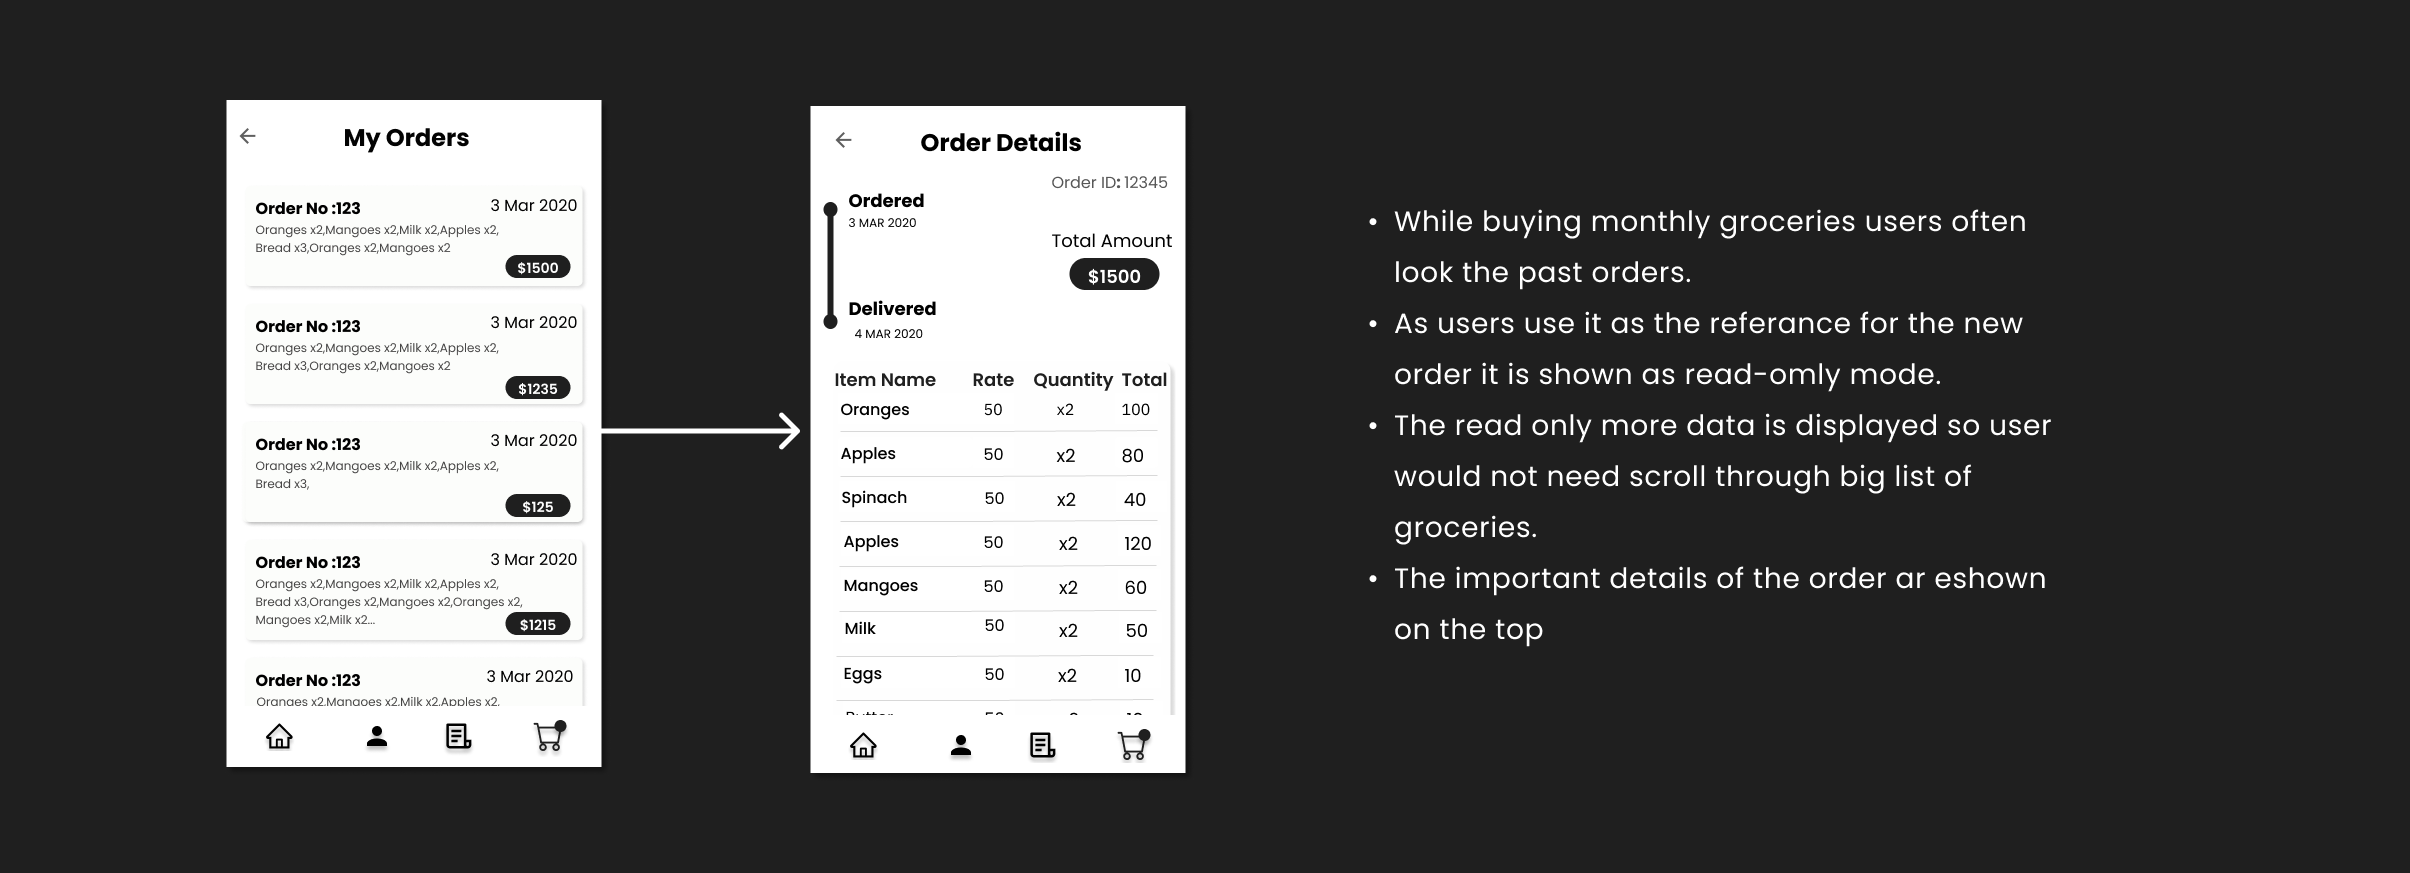 My Orders
Order No :123
3 Mar 2020
Oranges x2,Mangoes x2,Milk x2,Apples x2,
Bread x3,Oranges x2,Mangoes x2
$1500
Order No :123
3 Mar 2020
Oranges x2,Mangoes x2,Milk x2,Apples x2,
Bread x3,Oranges x2,Mangoes x2
$1235
Order No :123
3 Mar 2020
Oranges x2,Mangoes x2,Milk x2,Apples x2,
Bread x3,
$125
Order No :123
3 Mar 2020
Oranges x2,Mangoes x2,Milk x2,Apples x2,
Bread x3,Oranges x2,Mangoes x2,Oranges x2,
Mangoes x2,Milk x2...
$1215
Order No :123
3 Mar 2020
Oranges x2,Mangoes x2,Milk x2,Apples x2,
Order Details
Order ID: 12345
Ordered
3 MAR 2020
Total Amount
$1500
Delivered
4 MAR 2020
Item Name Rate Quantity Total
Oranges 50 x2 100
Apples 50 x2 80
Spinach 50 x2 40
Apples 50 x2 120
Mangoes 50 x2 60
Milk 50 x2 50
Eggs 50 x2 10
• While buying monthly groceries users often
look the past orders.
• As users use it as the referance for the new
order it is shown as read-omly mode.
• The read only more data is displayed so user
would not need scroll through big list of
groceries.
• The important details of the order ar eshown
on the top